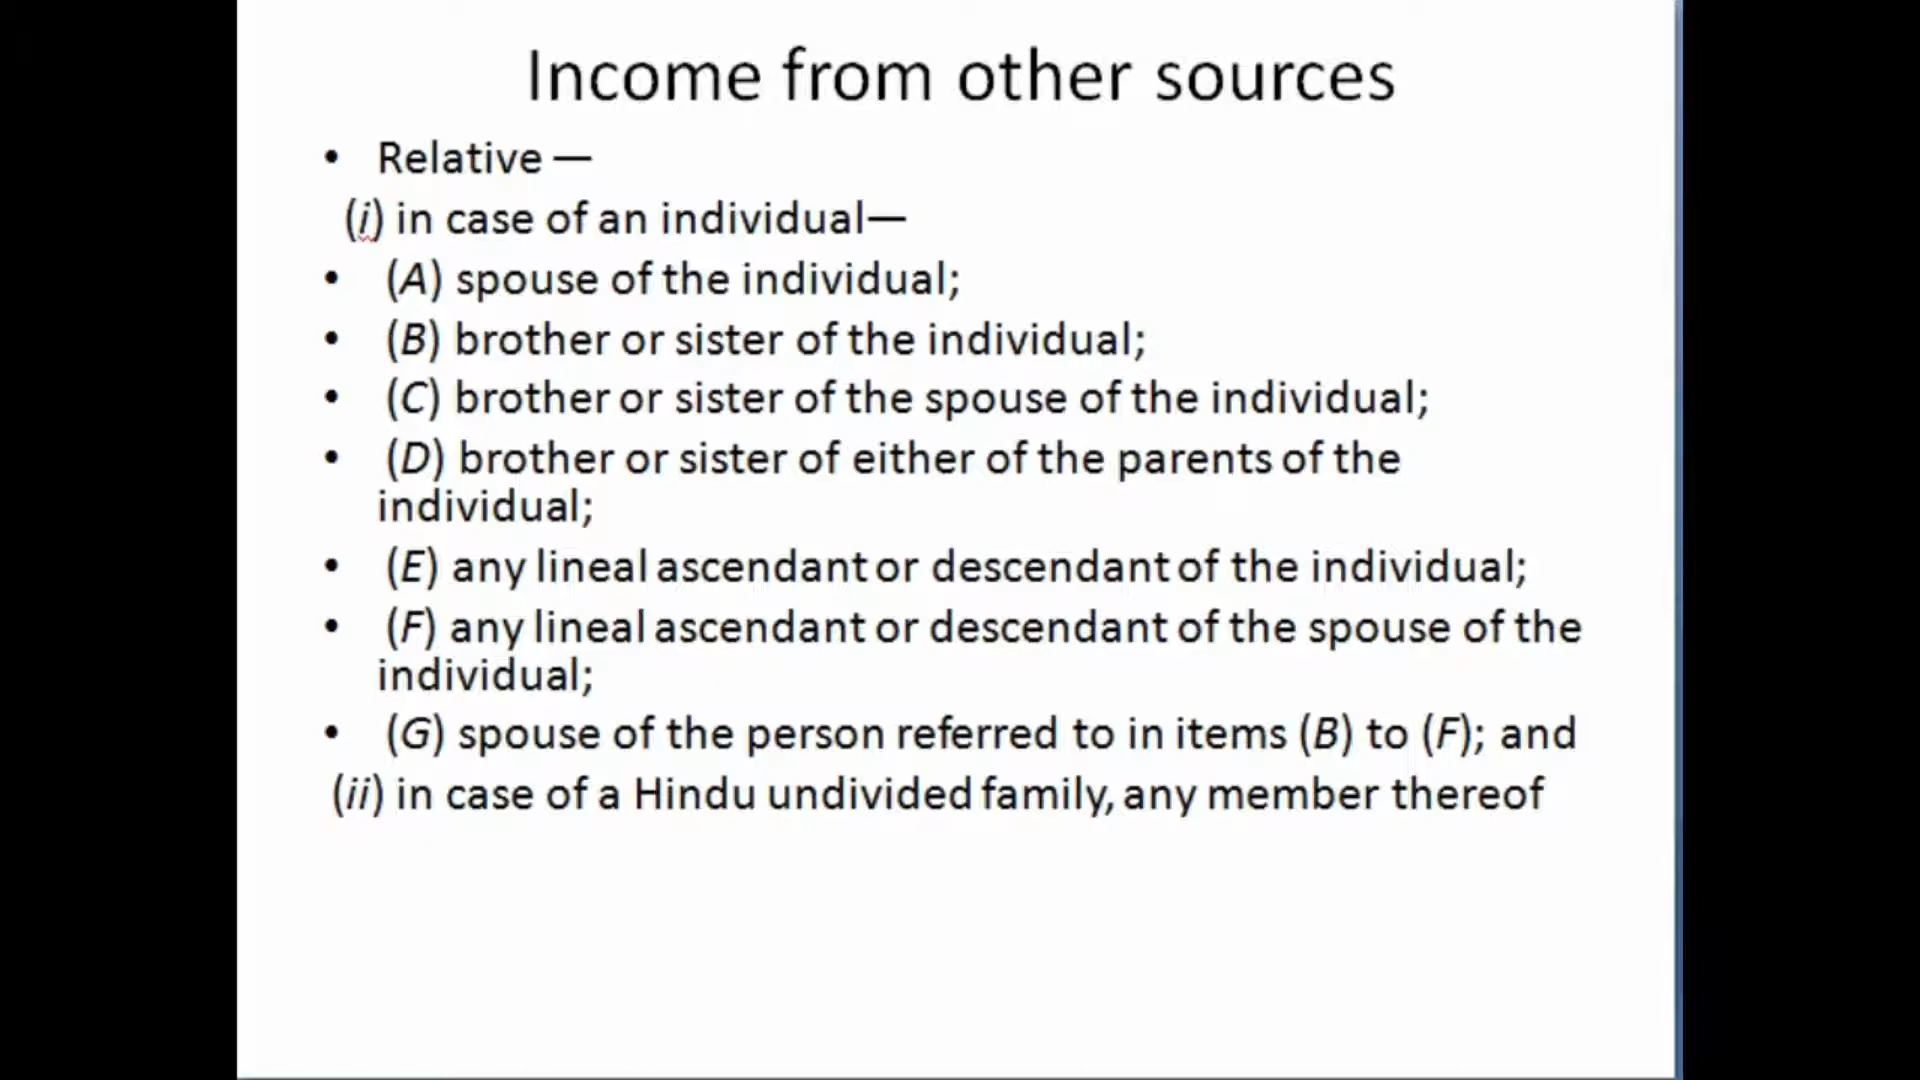 Income from other sources
• Relative —
(i) in case of an individual—
• (A) spouse of the individual;
• (B) brother or sister of the individual;
• (C) brother or sister of the spouse of the individual;
• (D) brother or sister of either of the parents of the
individual;
• (E) any lineal ascendant or descendant of the individual;
• (F) any lineal ascendant or descendant of the spouse of the
individual;
• (G) spouse of the person referred to in items (B) to (F); and
(ii) in case of a Hindu undivided family, any member thereof